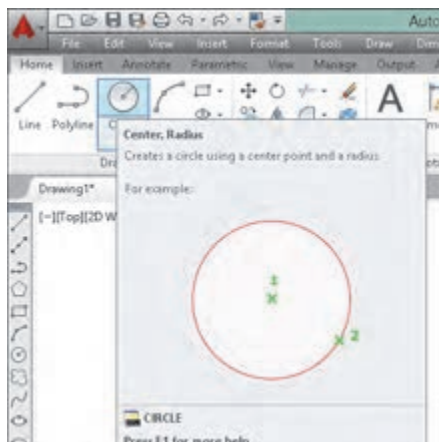 Auto
File Edit View Insert Format Tools Draw Dim
Home Insert Annotate Parametric View Manage Output
Line Polyline
A
Center, Radius
Creates a circle using a center point and a radius
Drawing1*
For example:
[−][Top][2D W
1
2
CIRCLE
Press F1 for more help